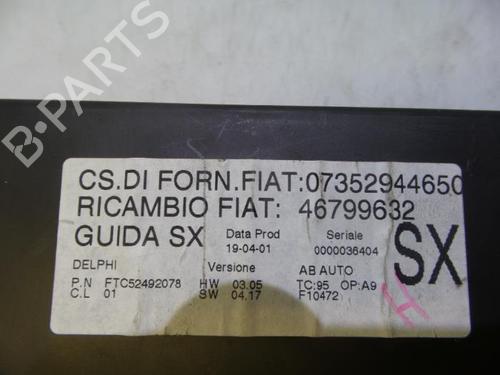 B-PARTS
CS.DI FORN.FIAT:07352944650
RICAMBIO FIAT: 46799632
GUIDA SX Data Prod 19-04-01 Seriale 0000036404 SX
DELPHI Versione AB AUTO
P.N FTC52492078 HW 03.05 TC:95 OP:A9
C.L 01 SW 04.17 F10472
H